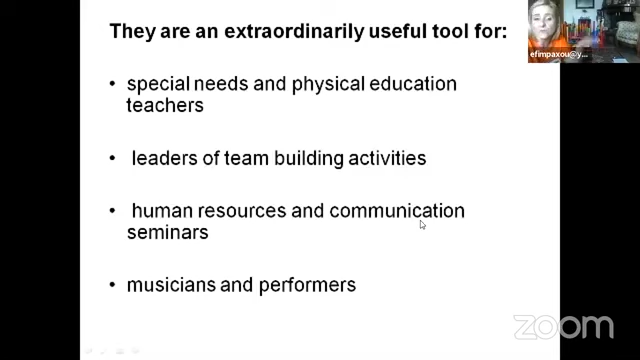 They are an extraordinarily useful tool for:
efimpaxou@y...
• special needs and physical education
teachers
• leaders of team building activities
• human resources and communication
seminars
• musicians and performers
zoom